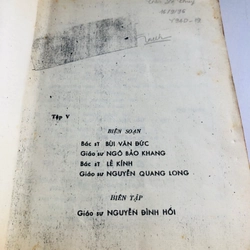 Tập V
BIÊN SOẠN
Bác sĩ BÙI VĂN ĐỨC
Giáo sư NGÔ BẢO KHANG
Bác sĩ LÊ KÍNH
Giáo sư NGUYỄN QUANG LONG
BIÊN TẬP
Giáo sư NGUYỄN ĐÌNH HỐI